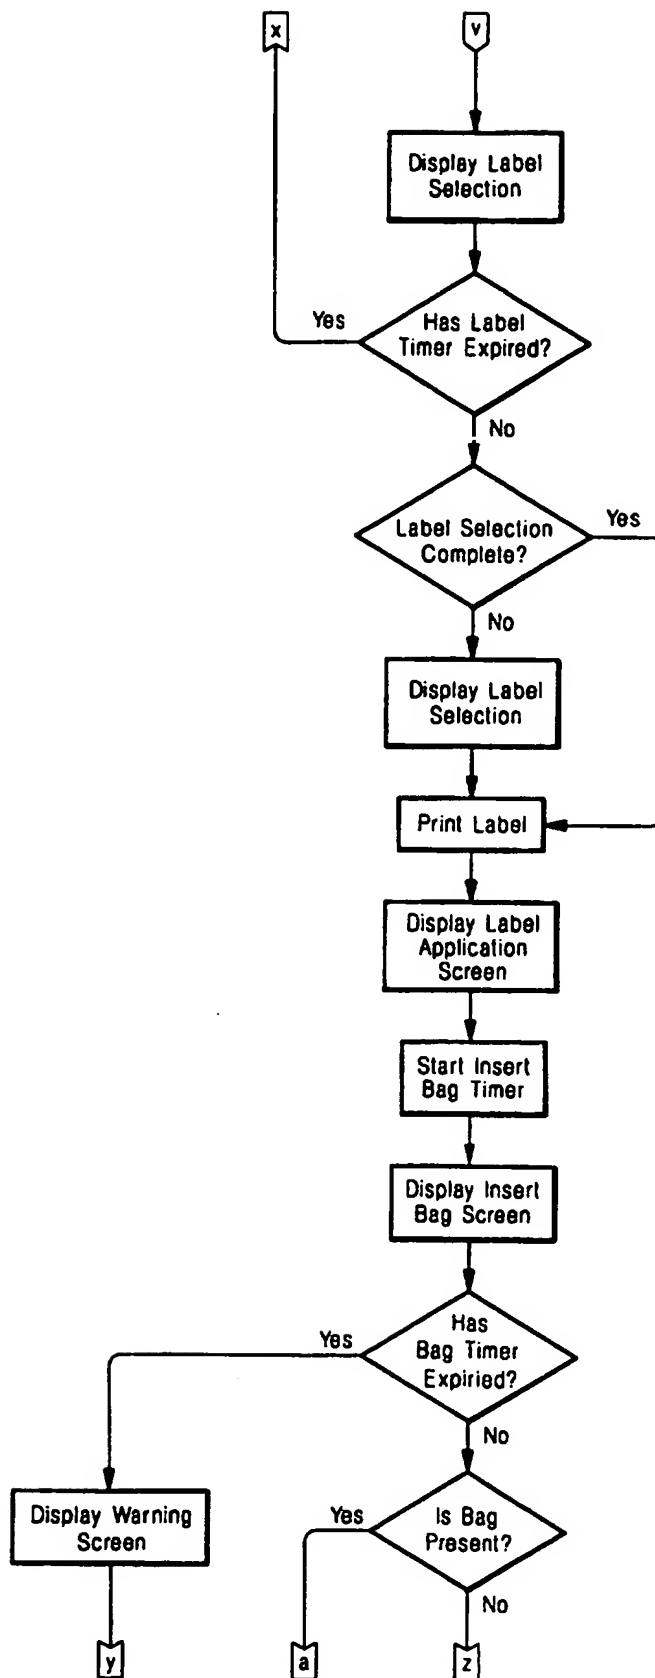 x
v
Display Label
Selection
Yes
Has Label
Timer Expired?
No
Label Selection
Complete?
Yes
No
Display Label
Selection
Print Label
Display Label
Application
Screen
Start Insert
Bag Timer
Display Insert
Bag Screen
Yes
Has
Bag Timer
Expiried?
No
Display Warning
Screen
Yes
Is Bag
Present?
No
y
a
z